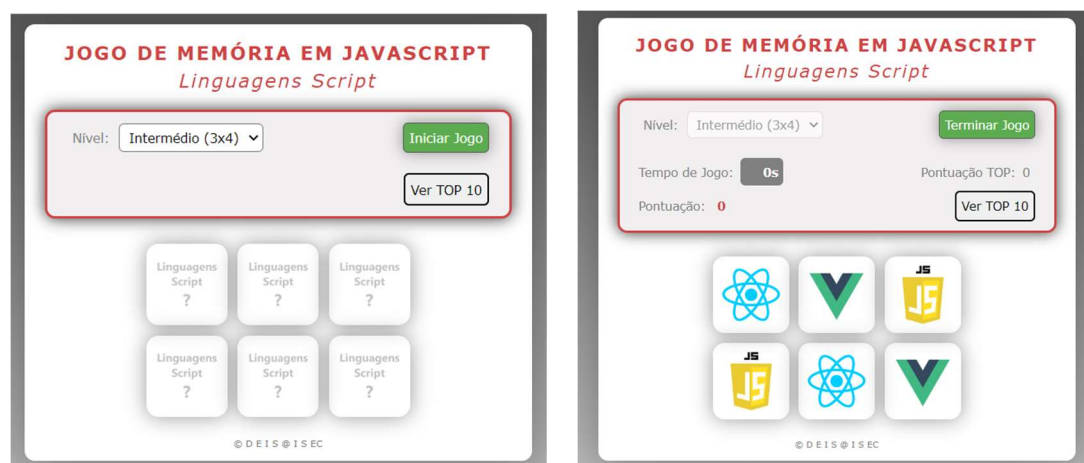 JOGO DE MEMÓRIA EM JAVASCRIPT
Linguagens Script
Nível: Intermédio (3x4) Iniciar Jogo
Ver TOP 10
Linguagens Script ?
Linguagens Script ?
Linguagens Script ?
Linguagens Script ?
Linguagens Script ?
Linguagens Script ?
© D E I S @ I S EC
JOGO DE MEMÓRIA EM JAVASCRIPT
Linguagens Script
Nível: Intermédio (3x4) Terminar Jogo
Tempo de Jogo: 0s Pontuação TOP: 0
Pontuação: 0 Ver TOP 10
JS
JS
JS
JS
© D E I S @ I S EC